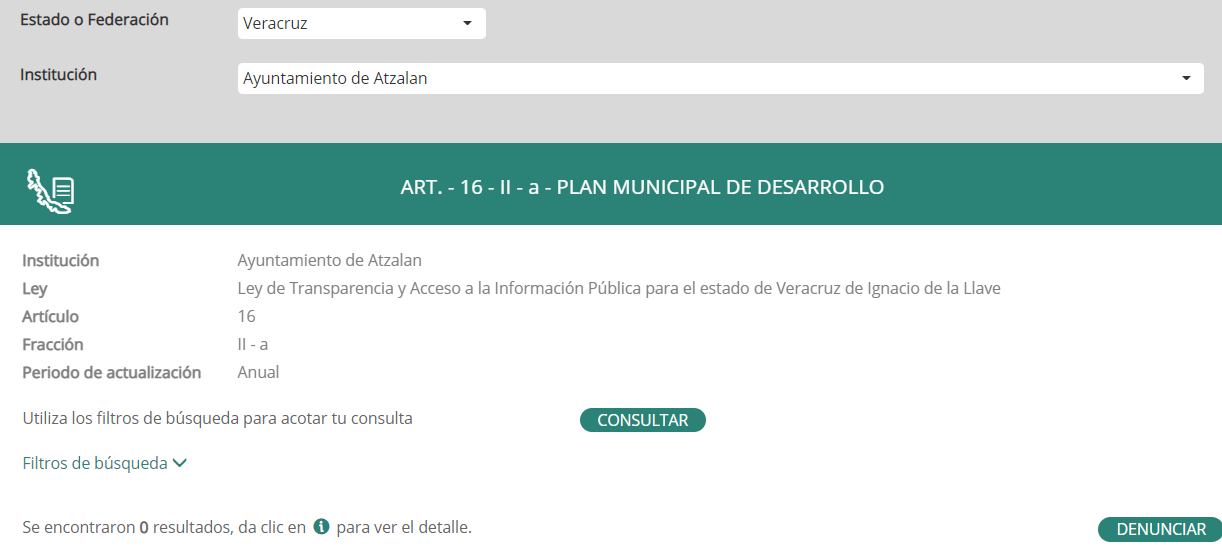 Estado o Federación Veracruz
Institución Ayuntamiento de Atzalan
ART. - 16 - II - a - PLAN MUNICIPAL DE DESARROLLO
Institución Ayuntamiento de Atzalan
Ley Ley de Transparencia y Acceso a la Información Pública para el estado de Veracruz de Ignacio de la Llave
Artículo 16
Fracción II - a
Periodo de actualización Anual
Utiliza los filtros de búsqueda para acotar tu consulta CONSULTAR
Filtros de búsqueda
Se encontraron 0 resultados, da clic en i para ver el detalle. DENUNCIAR